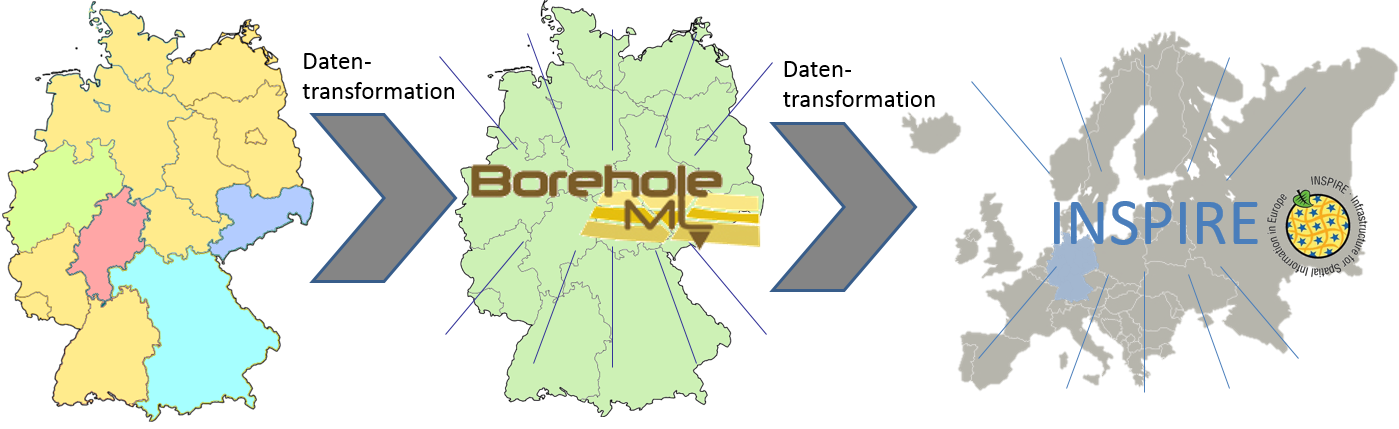 Daten-
transformation
Borehole
ML
Daten-
transformation
INSPIRE
INSPIRE Infrastructure for Spatial Information in Europe